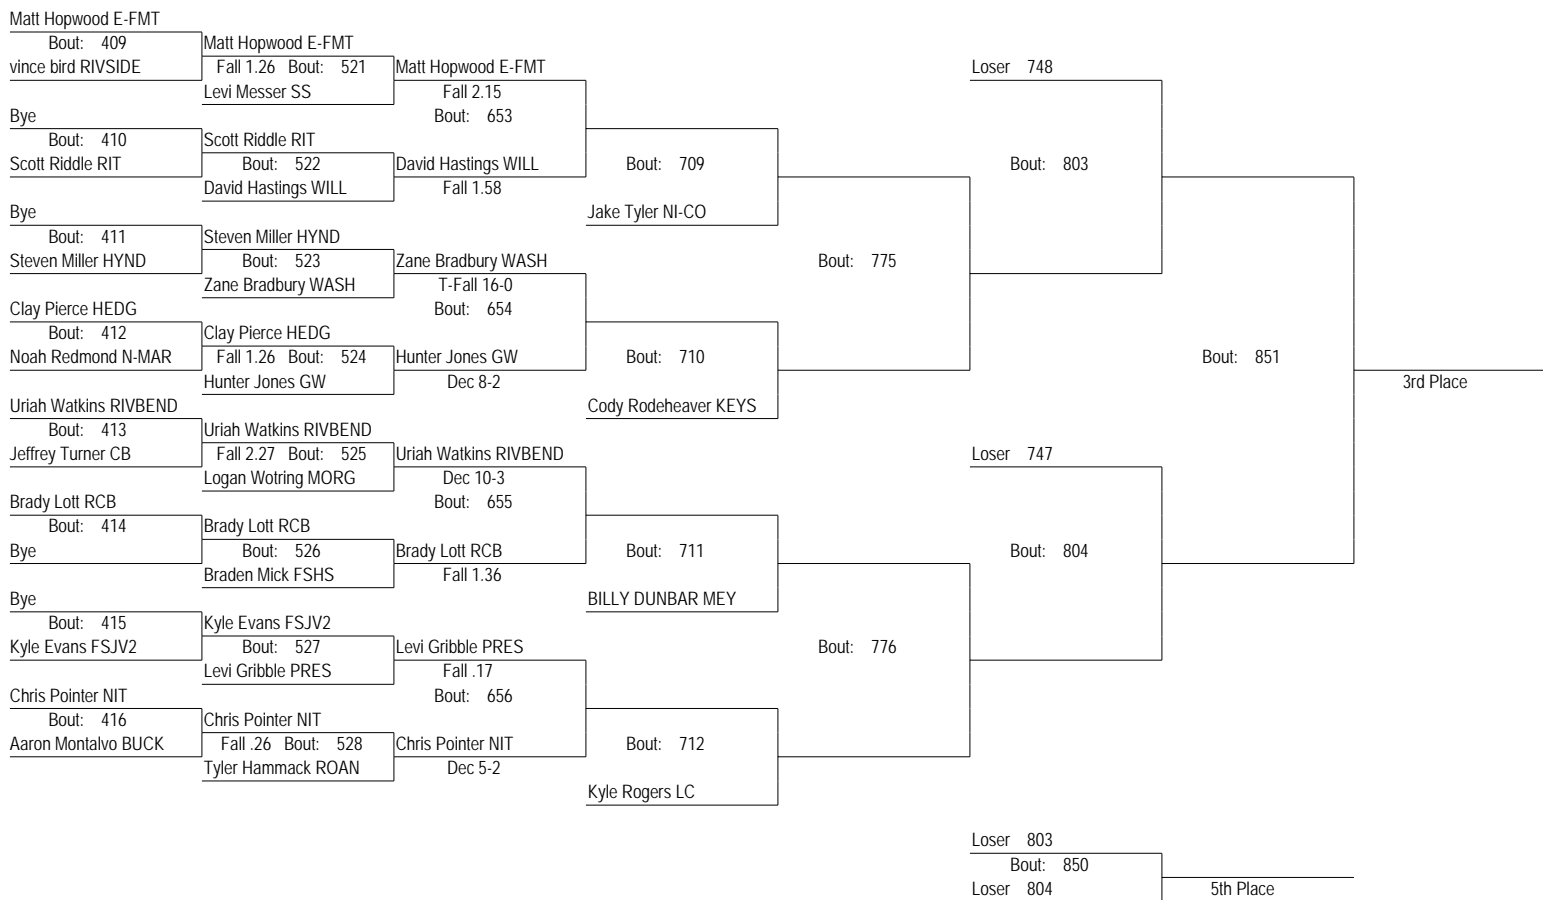 Matt Hopwood E-FMT
Bout: 409
vince bird RIVSIDE
Bye
Bout: 410
Scott Riddle RIT
Bye
Bout: 411
Steven Miller HYND
Clay Pierce HEDG
Bout: 412
Noah Redmond N-MAR
Uriah Watkins RIVBEND
Bout: 413
Jeffrey Turner CB
Brady Lott RCB
Bout: 414
Bye
Bye
Bout: 415
Kyle Evans FSJV2
Chris Pointer NIT
Bout: 416
Aaron Montalvo BUCK
Matt Hopwood E-FMT
Fall 1.26 Bout: 521
Levi Messer SS
Scott Riddle RIT
Bout: 522
David Hastings WILL
Steven Miller HYND
Bout: 523
Zane Bradbury WASH
Clay Pierce HEDG
Fall 1.26 Bout: 524
Hunter Jones GW
Uriah Watkins RIVBEND
Fall 2.27 Bout: 525
Logan Wotring MORG
Brady Lott RCB
Bout: 526
Braden Mick FSHS
Kyle Evans FSJV2
Bout: 527
Levi Gribble PRES
Chris Pointer NIT
Fall .26 Bout: 528
Tyler Hammack ROAN
Matt Hopwood E-FMT
Fall 2.15
Bout: 653
David Hastings WILL
Fall 1.58
Zane Bradbury WASH
T-Fall 16-0
Bout: 654
Hunter Jones GW
Dec 8-2
Uriah Watkins RIVBEND
Dec 10-3
Bout: 655
Brady Lott RCB
Fall 1.36
Levi Gribble PRES
Fall .17
Bout: 656
Chris Pointer NIT
Dec 5-2
Bout: 709
Jake Tyler NI-CO
Bout: 710
Cody Rodeheaver KEYS
Bout: 711
BILLY DUNBAR MEY
Bout: 712
Kyle Rogers LC
Bout: 775
Bout: 776
Loser 748
Bout: 803
Loser 747
Bout: 804
Bout: 851
3rd Place
Loser 803
Bout: 850
Loser 804
5th Place